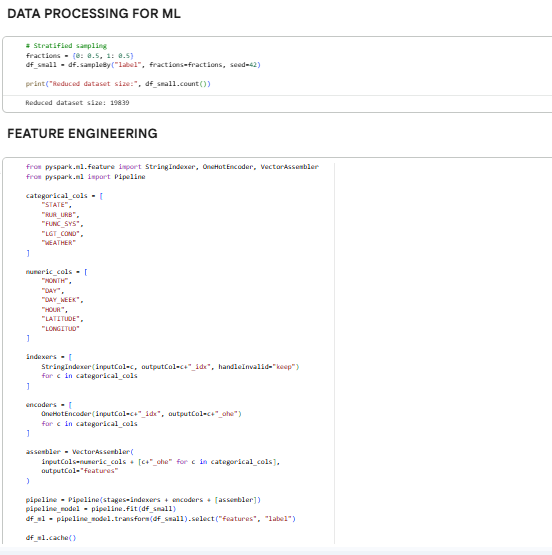 DATA PROCESSING FOR ML
# Stratified sampling
fractions = {0: 0.5, 1: 0.5}
df_small = df.sampleBy("label", fractions=fractions, seed=42)
print("Reduced dataset size:", df_small.count())
Reduced dataset size: 19839
FEATURE ENGINEERING
from pyspark.ml.feature import StringIndexer, OneHotEncoder, VectorAssembler
from pyspark.ml import Pipeline
categorical_cols = [
"STATE",
"RUR_URB",
"FUNC_SYS",
"LGT_COND",
"WEATHER"
]
numeric_cols = [
"MONTH",
"DAY",
"DAY_WEEK",
"HOUR",
"LATITUDE",
"LONGITUD"
]
indexers = [
StringIndexer(inputCol=c, outputCol=c+"_idx", handleInvalid="keep")
for c in categorical_cols
]
encoders = [
OneHotEncoder(inputCol=c+"_idx", outputCol=c+"_ohe")
for c in categorical_cols
]
assembler = VectorAssembler(
inputCols=numeric_cols + [c+"_ohe" for c in categorical_cols],
outputCol="features"
)
pipeline = Pipeline(stages=indexers + encoders + [assembler])
pipeline_model = pipeline.fit(df_small)
df_ml = pipeline_model.transform(df_small).select("features", "label")
df_ml.cache()